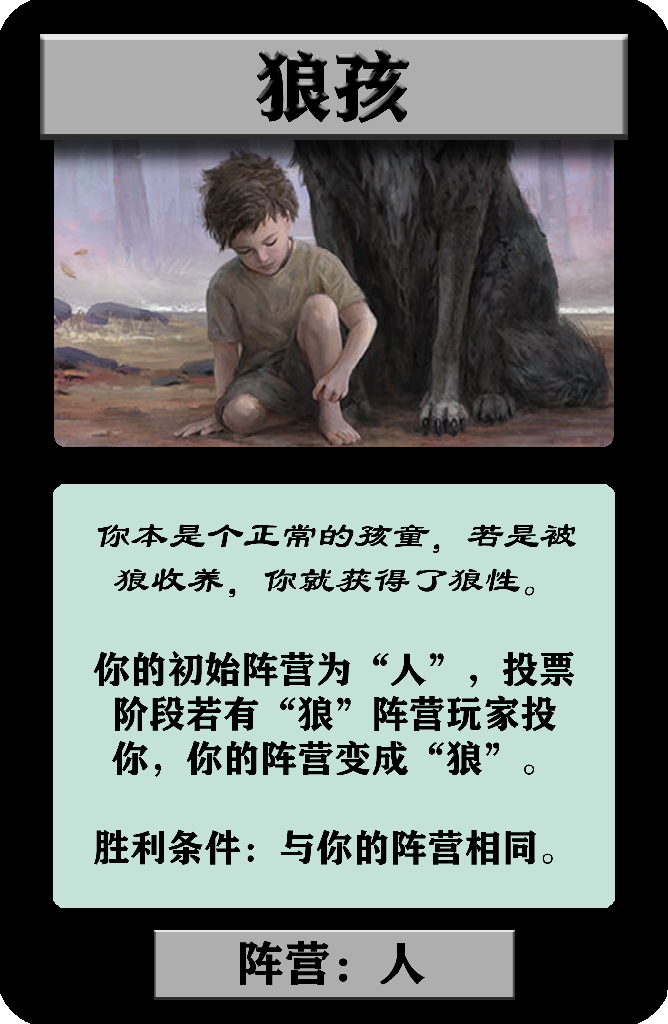 狼孩
你本是个正常的孩童，若是被
狼收养，你就获得了狼性。
你的初始阵营为“人”，投票
阶段若有“狼”阵营玩家投
你，你的阵营变成“狼”。
胜利条件：与你的阵营相同。
阵营：人